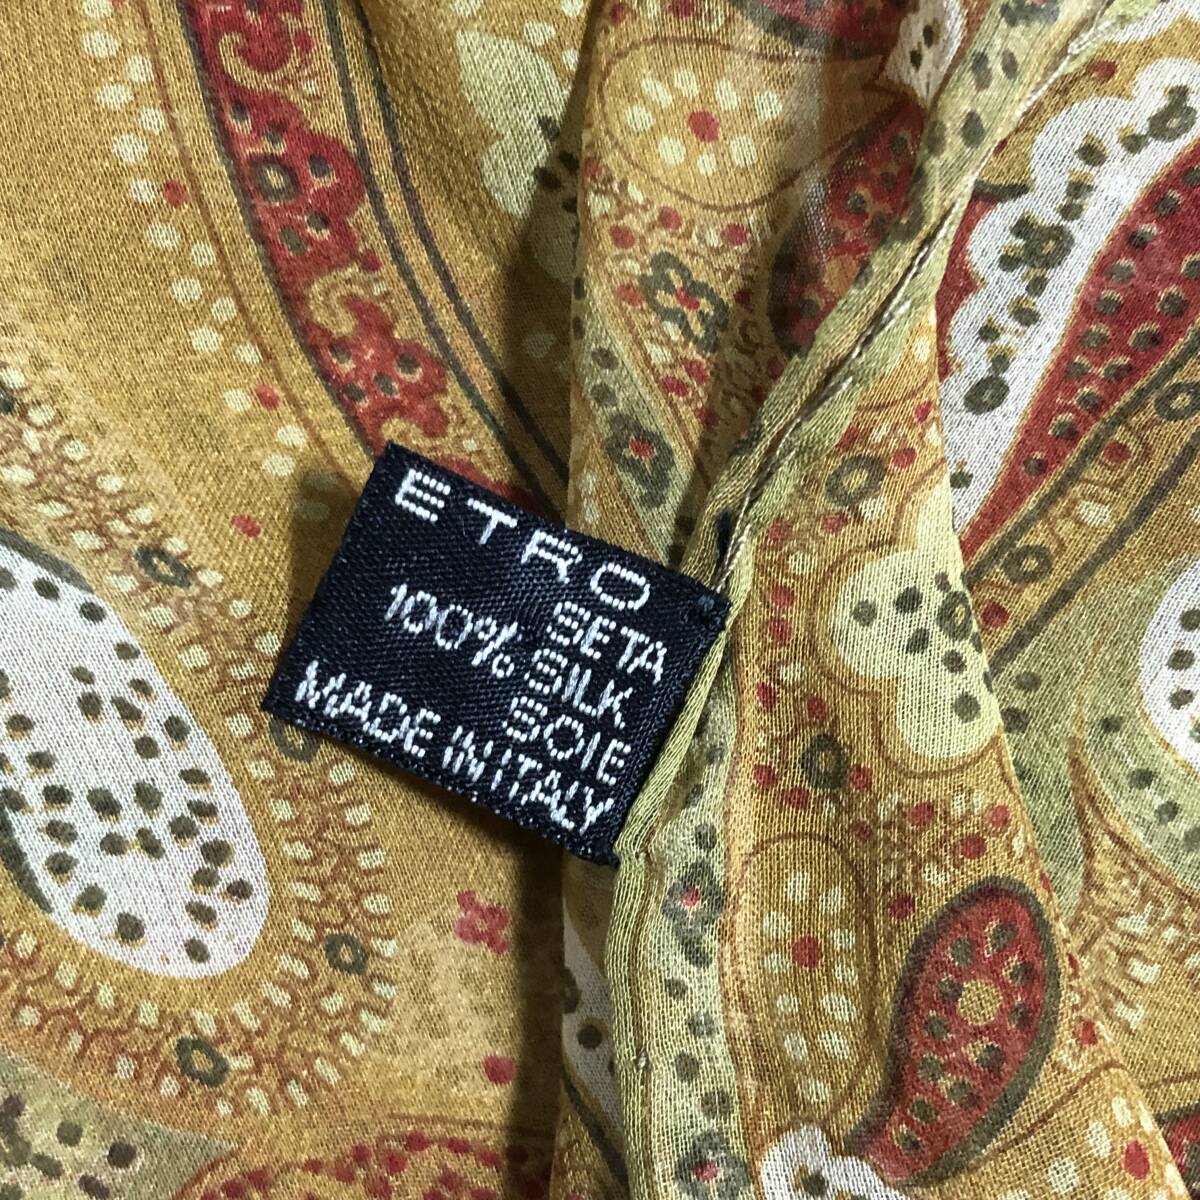 ETRO
SETA
100% SILK
SOIE
MADE IN ITALY